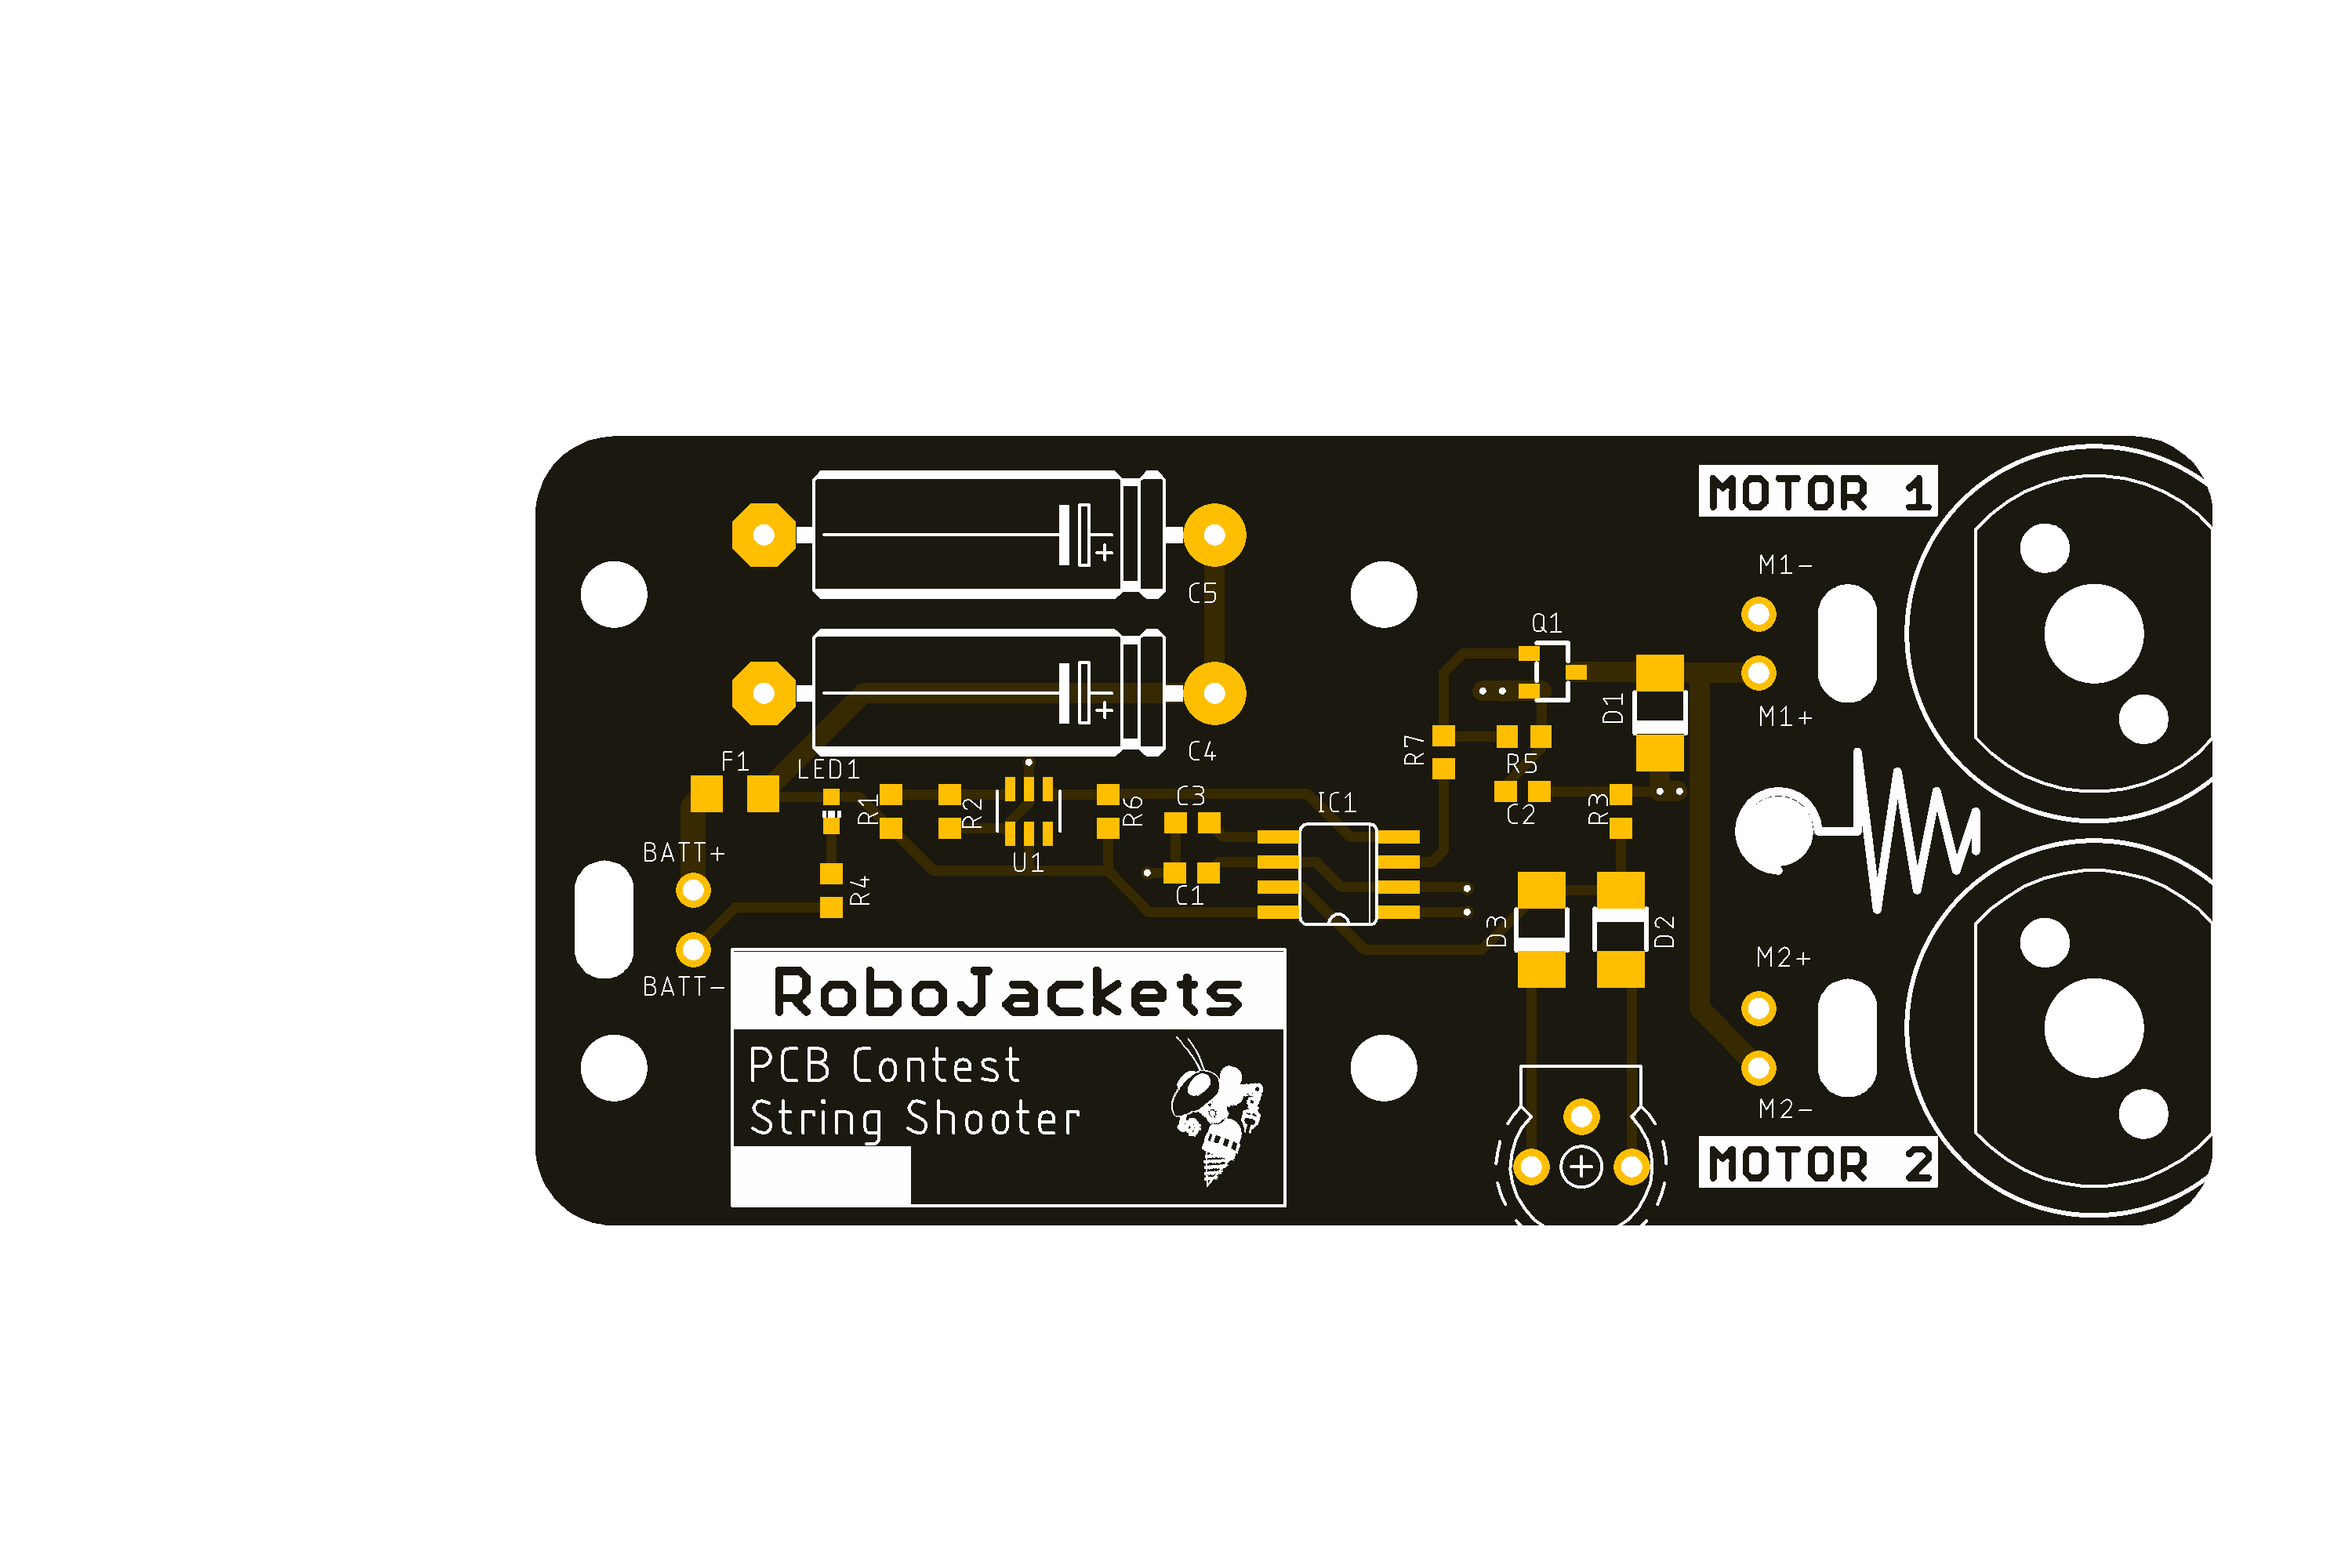 MOTOR 1
C5
M1-
Q1
D1
M1+
C4
R7
R5
F1
LED1
R1
R2
R6
C3
IC1
C2
R3
BATT+
U1
R4
C1
D3
D2
M2+
BATT-
RoboJackets
PCB Contest
String Shooter
M2-
MOTOR 2